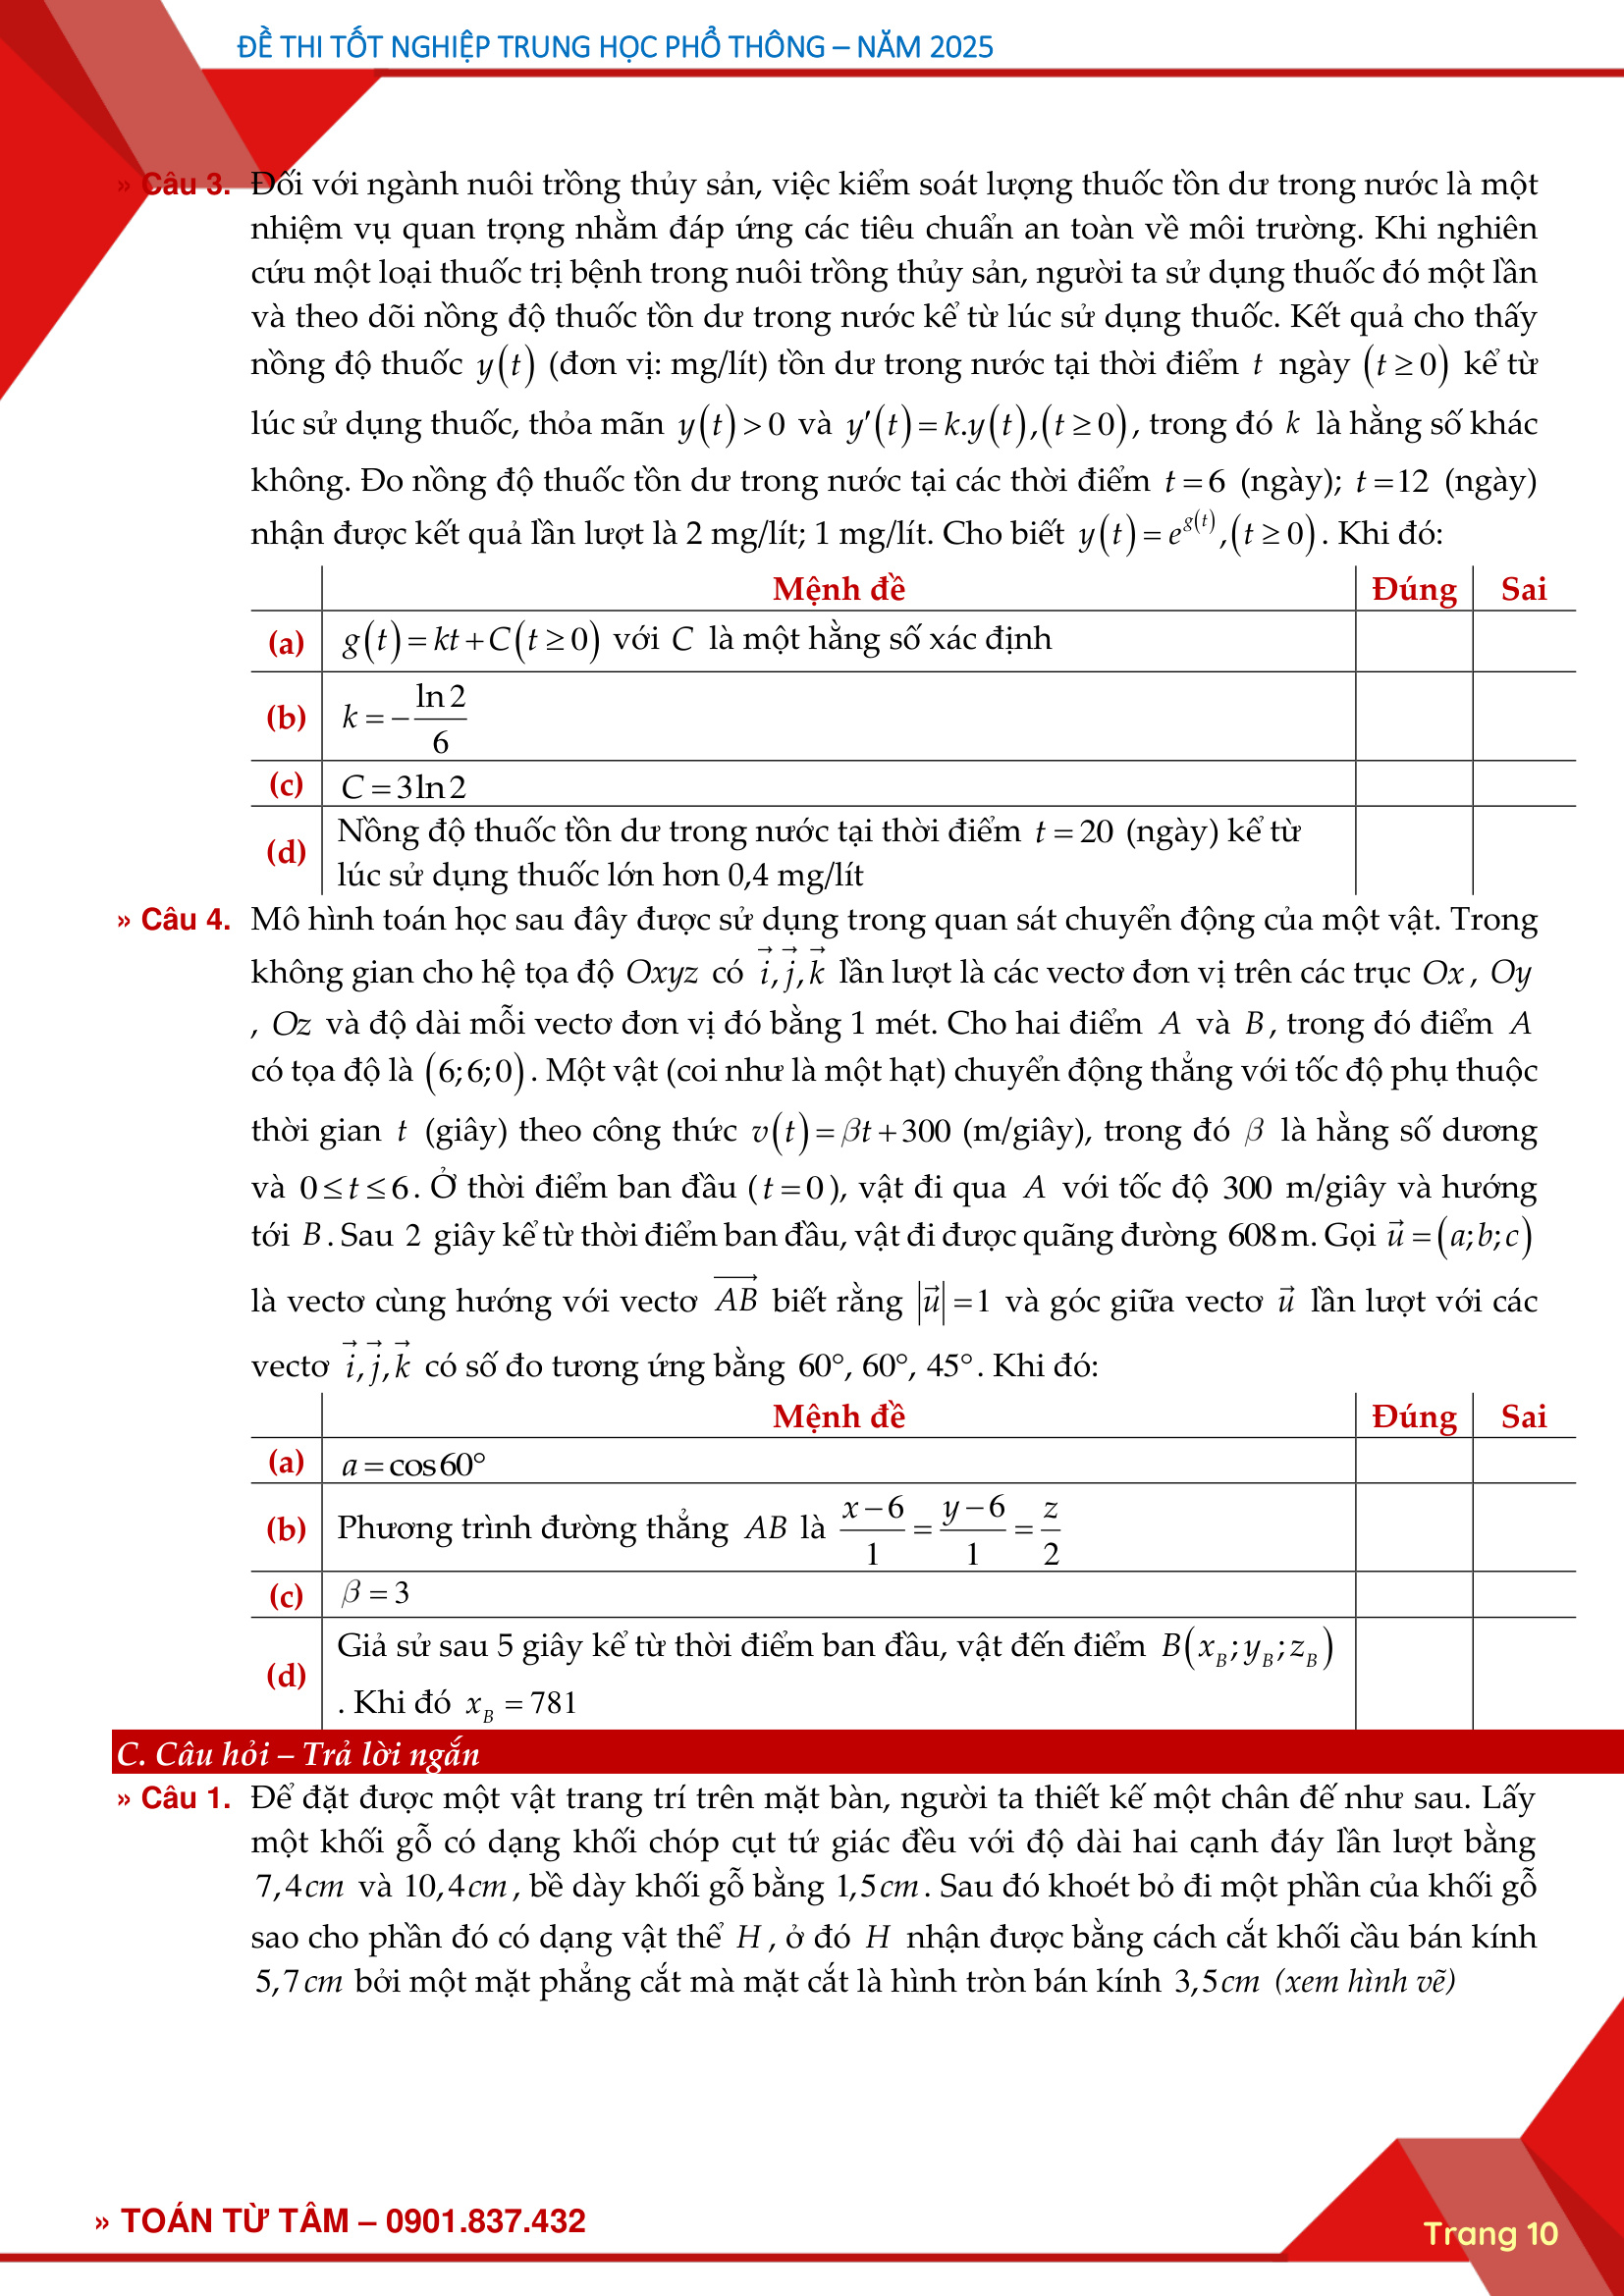 ĐỀ THI TỐT NGHIỆP TRUNG HỌC PHỔ THÔNG – NĂM 2025
» Câu 3. Đối với ngành nuôi trồng thủy sản, việc kiểm soát lượng thuốc tồn dư trong nước là một
nhiệm vụ quan trọng nhằm đáp ứng các tiêu chuẩn an toàn về môi trường. Khi nghiên
cứu một loại thuốc trị bệnh trong nuôi trồng thủy sản, người ta sử dụng thuốc đó một lần
và theo dõi nồng độ thuốc tồn dư trong nước kể từ lúc sử dụng thuốc. Kết quả cho thấy
nồng độ thuốc y(t) (đơn vị: mg/lít) tồn dư trong nước tại thời điểm t ngày (t ≥ 0) kể từ
lúc sử dụng thuốc, thỏa mãn y(t) > 0 và y′(t) = k.y(t),(t ≥ 0), trong đó k là hằng số khác
không. Đo nồng độ thuốc tồn dư trong nước tại các thời điểm t = 6 (ngày); t = 12 (ngày)
nhận được kết quả lần lượt là 2 mg/lít; 1 mg/lít. Cho biết y(t) = e^{g(t)},(t ≥ 0). Khi đó:
Mệnh đề Đúng Sai
(a) g(t) = kt + C(t ≥ 0) với C là một hằng số xác định
(b) k = −\frac{ln 2}{6}
(c) C = 3ln2
(d) Nồng độ thuốc tồn dư trong nước tại thời điểm t = 20 (ngày) kể từ
lúc sử dụng thuốc lớn hơn 0,4 mg/lít
» Câu 4. Mô hình toán học sau đây được sử dụng trong quan sát chuyển động của một vật. Trong
không gian cho hệ tọa độ Oxyz có \vec{i}, \vec{j}, \vec{k} lần lượt là các vectơ đơn vị trên các trục Ox, Oy
, Oz và độ dài mỗi vectơ đơn vị đó bằng 1 mét. Cho hai điểm A và B, trong đó điểm A
có tọa độ là (6;6;0). Một vật (coi như là một hạt) chuyển động thẳng với tốc độ phụ thuộc
thời gian t (giây) theo công thức v(t) = βt + 300 (m/giây), trong đó β là hằng số dương
và 0 ≤ t ≤ 6. Ở thời điểm ban đầu (t = 0), vật đi qua A với tốc độ 300 m/giây và hướng
tới B. Sau 2 giây kể từ thời điểm ban đầu, vật đi được quãng đường 608m. Gọi \vec{u} = (a;b;c)
là vectơ cùng hướng với vectơ \overrightarrow{AB} biết rằng |\vec{u}| = 1 và góc giữa vectơ \vec{u} lần lượt với các
vectơ \vec{i}, \vec{j}, \vec{k} có số đo tương ứng bằng 60°, 60°, 45°. Khi đó:
Mệnh đề Đúng Sai
(a) a = cos60°
(b) Phương trình đường thẳng AB là \frac{x−6}{1} = \frac{y−6}{1} = \frac{z}{2}
(c) β = 3
(d) Giả sử sau 5 giây kể từ thời điểm ban đầu, vật đến điểm B(x_B; y_B; z_B)
. Khi đó x_B = 781
C. Câu hỏi – Trả lời ngắn
» Câu 1. Để đặt được một vật trang trí trên mặt bàn, người ta thiết kế một chân đế như sau. Lấy
một khối gỗ có dạng khối chóp cụt tứ giác đều với độ dài hai cạnh đáy lần lượt bằng
7,4cm và 10,4cm, bề dày khối gỗ bằng 1,5cm. Sau đó khoét bỏ đi một phần của khối gỗ
sao cho phần đó có dạng vật thể H, ở đó H nhận được bằng cách cắt khối cầu bán kính
5,7cm bởi một mặt phẳng cắt mà mặt cắt là hình tròn bán kính 3,5cm (xem hình vẽ)
» TOÁN TỪ TÂM – 0901.837.432
Trang 10